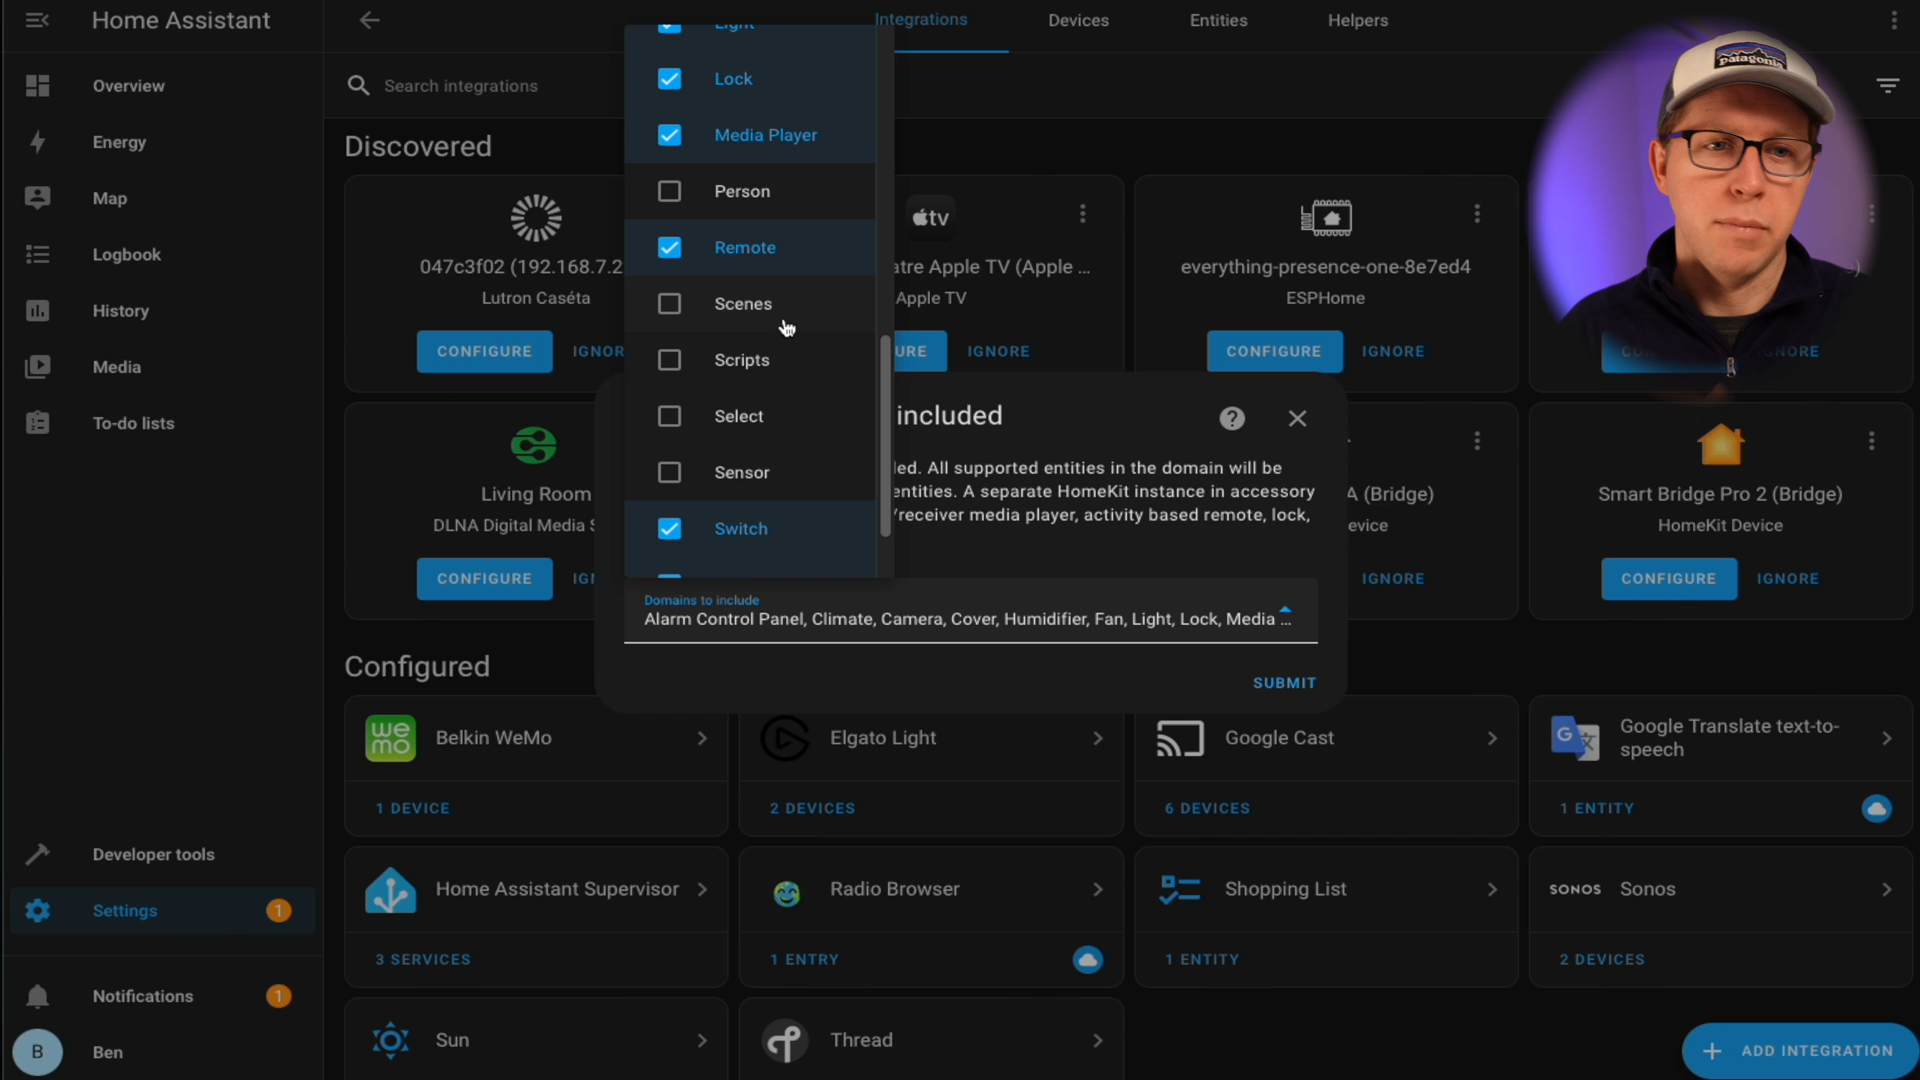 Home Assistant
Integrations
Devices
Entities
Helpers
Overview
Energy
Map
Logbook
History
Media
To-do lists
Developer tools
Settings
1
Notifications
1
B
Ben
Search integrations
Discovered
047c3f02 (192.168.7.2
Lutron Caséta
CONFIGURE
IGNOR
tv
atre Apple TV (Apple ...
Apple TV
URE
IGNORE
everything-presence-one-8e7ed4
ESPHome
CONFIGURE
IGNORE
patagonia
NORE
Living Room
DLNA Digital Media S
CONFIGURE
IGN
A (Bridge)
evice
IGNORE
Smart Bridge Pro 2 (Bridge)
HomeKit Device
CONFIGURE
IGNORE
Light
Lock
Media Player
Person
Remote
Scenes
Scripts
Select
Sensor
Switch
included
?
led. All supported entities in the domain will be
entities. A separate HomeKit instance in accessory
/receiver media player, activity based remote, lock,
Domains to include
Alarm Control Panel, Climate, Camera, Cover, Humidifier, Fan, Light, Lock, Media ...
SUBMIT
Configured
wemo
Belkin WeMo
1 DEVICE
Elgato Light
2 DEVICES
Google Cast
6 DEVICES
G
Google Translate text-to-
speech
1 ENTITY
Home Assistant Supervisor
3 SERVICES
Radio Browser
1 ENTRY
Shopping List
1 ENTITY
SONOS
Sonos
2 DEVICES
Sun
Thread
+ ADD INTEGRATION